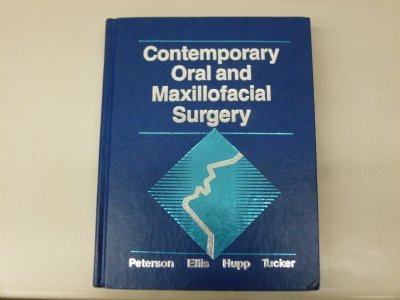 Contemporary
Oral and
Maxillofacial
Surgery
Peterson Ellis Hupp Tucker